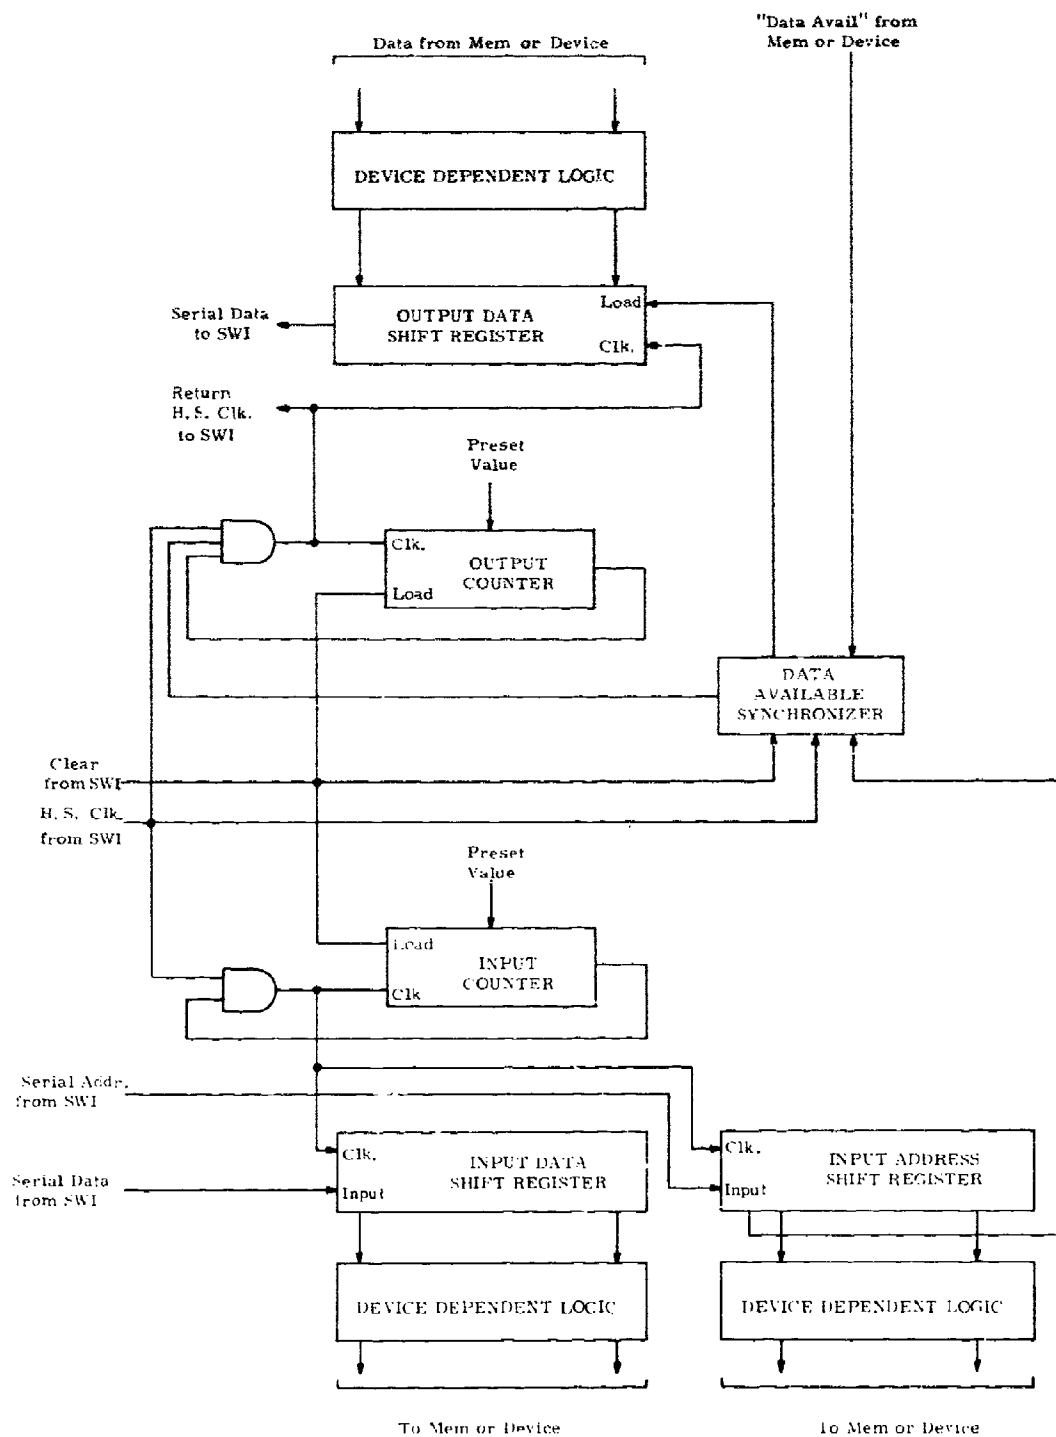 "Data Avail" from
Mem or Device
Data from Mem or Device
DEVICE DEPENDENT LOGIC
Serial Data
to SWI
OUTPUT DATA
SHIFT REGISTER
Load
Clk.
Return
H.S. Clk.
to SWI
Preset
Value
Clk.
OUTPUT
COUNTER
Load
DATA
AVAILABLE
SYNCHRONIZER
Clear
from SWI
H.S. Clk.
from SWI
Preset
Value
Load
INPUT
COUNTER
Clk
Serial Addr.
from SWI
Clk.
INPUT DATA
SHIFT REGISTER
Input
Clk.
INPUT ADDRESS
SHIFT REGISTER
Input
Serial Data
from SWI
DEVICE DEPENDENT LOGIC
DEVICE DEPENDENT LOGIC
To Mem or Device
To Mem or Device